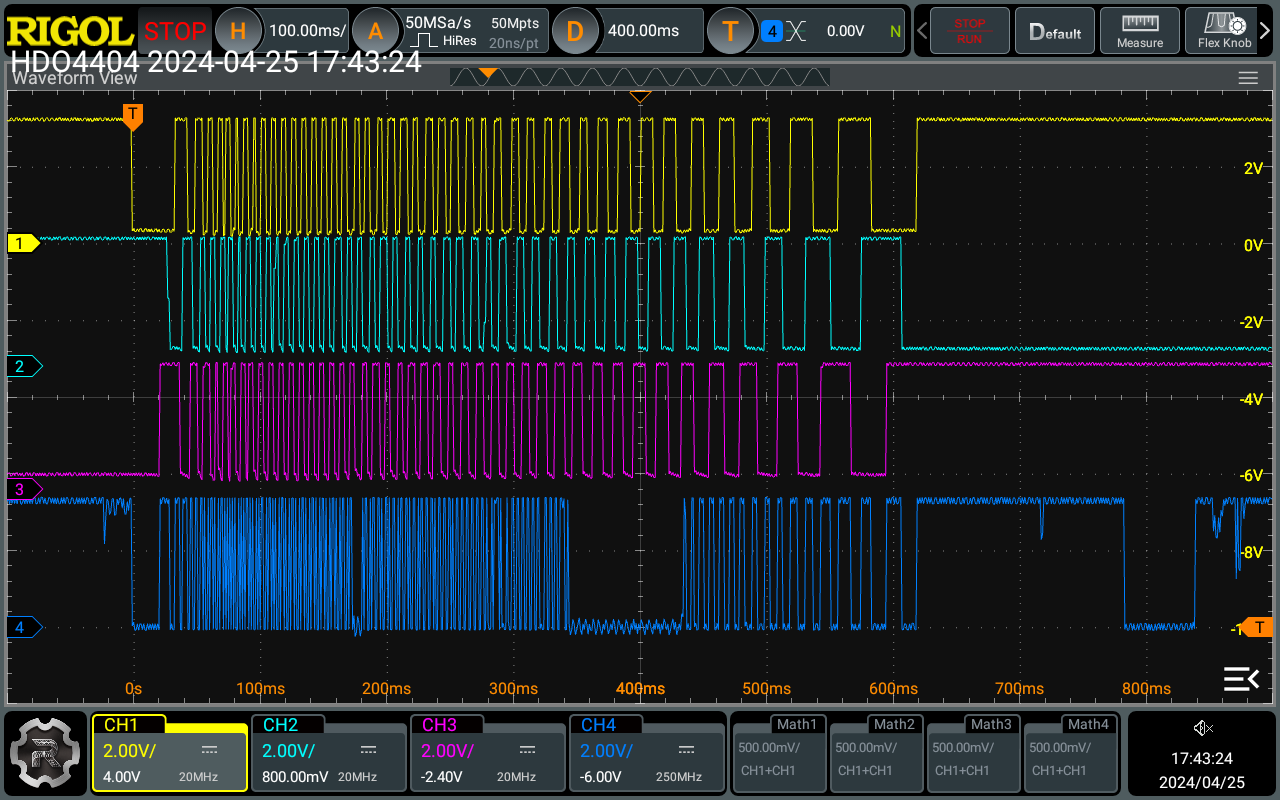 RIGOL STOP H 100.00ms/ A 50MSa/s 50Mpts HiRes 20ns/pt D 400.00ms T 4 0.00V N STOP RUN Default Measure Flex Knob
HDO4404 2024-04-25 17:43:24
Waveform View
T
2V
1 0V
-2V
2
-4V
-6V
3
-8V
4 -1 T
0s 100ms 200ms 300ms 400ms 500ms 600ms 700ms 800ms
CH1 CH2 CH3 CH4 Math1 Math2 Math3 Math4
2.00V/ 2.00V/ 2.00V/ 2.00V/ 500.00mV/ 500.00mV/ 500.00mV/ 500.00mV/
4.00V 20MHz 800.00mV 20MHz -2.40V 20MHz -6.00V 250MHz CH1+CH1 CH1+CH1 CH1+CH1 CH1+CH1
17:43:24
2024/04/25